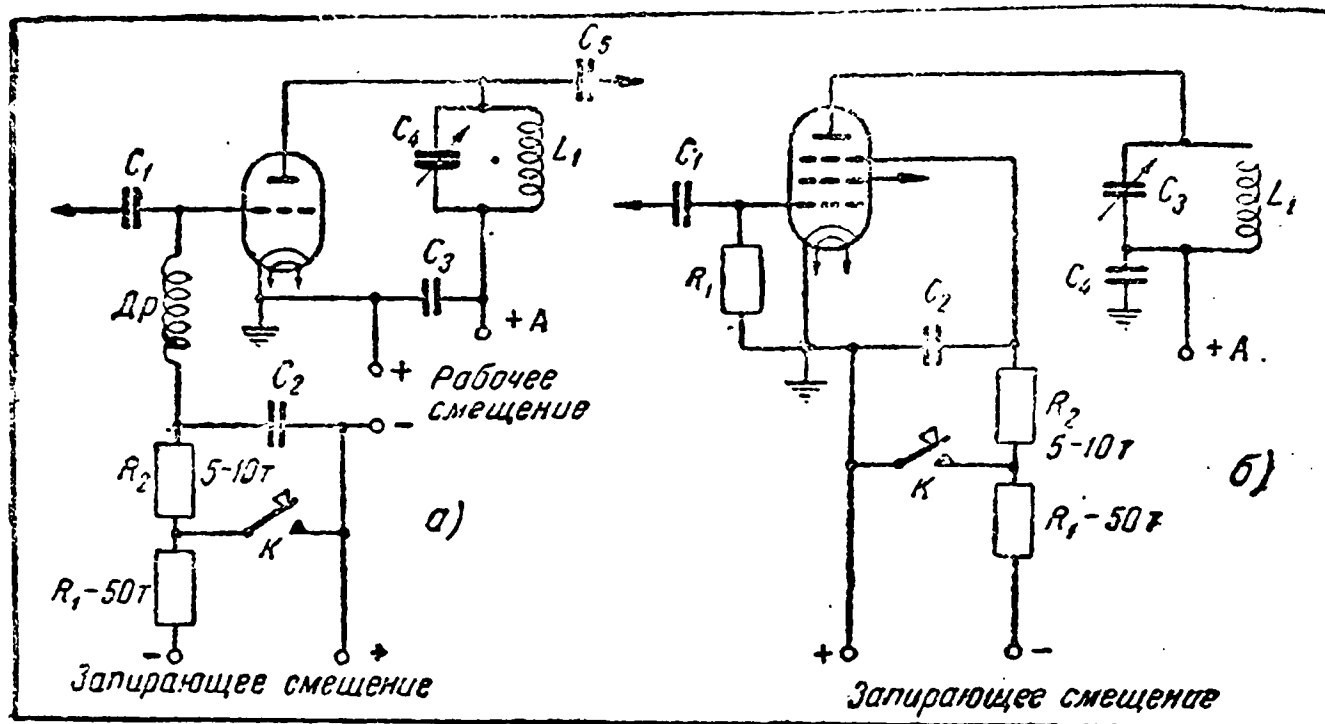 C₅
C₄
L₁
C₁
C₃
Др
+ А
C₂
+ Рабочее
смещение
-
R₂
5-10т
К
а)
R₁-50т
- +
Запирающее смещение
C₁
C₃
L₁
R₁
C₄
C₂
+ А.
R₂
5-10т
К
б)
R₁-50т
+ -
Запирающее смещение